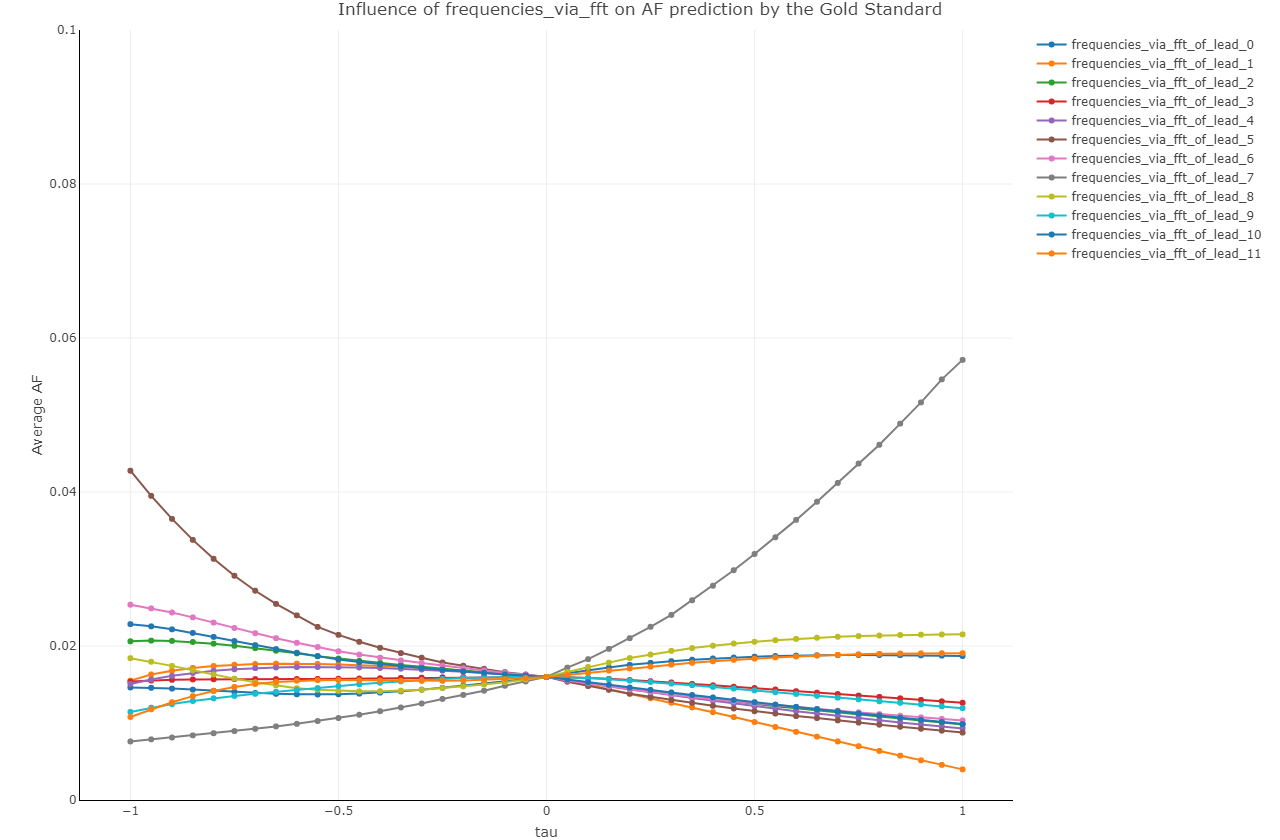 Influence of frequencies_via_fft on AF prediction by the Gold Standard
0.1
0.08
0.06
0.04
0.02
0
Average AF
−1
−0.5
0
0.5
1
tau
frequencies_via_fft_of_lead_0
frequencies_via_fft_of_lead_1
frequencies_via_fft_of_lead_2
frequencies_via_fft_of_lead_3
frequencies_via_fft_of_lead_4
frequencies_via_fft_of_lead_5
frequencies_via_fft_of_lead_6
frequencies_via_fft_of_lead_7
frequencies_via_fft_of_lead_8
frequencies_via_fft_of_lead_9
frequencies_via_fft_of_lead_10
frequencies_via_fft_of_lead_11